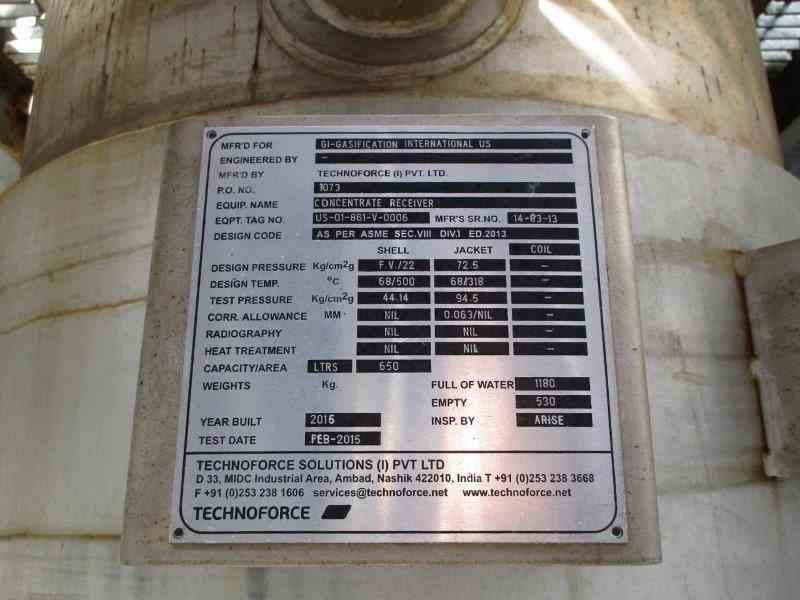 MFR'D FOR GI-GASIFICATION INTERNATIONAL US
ENGINEERED BY -
MFR'D BY TECHNOFORCE (I) PVT. LTD.
P.O. NO. 1073
EQUIP. NAME CONCENTRATE RECEIVER
EQPT. TAG NO. US-01-861-V-0006 MFR'S SR.NO. 14-83-13
DESIGN CODE AS PER ASME SEC.VIII DIV.1 ED.2013
SHELL JACKET COIL
DESIGN PRESSURE Kg/cm2g F.V./22 72.5 -
DESIGN TEMP. ºC 68/500 68/318 -
TEST PRESSURE Kg/cm2g 44.14 94.5 -
CORR. ALLOWANCE MM NIL 0.063/NIL -
RADIOGRAPHY NIL NIL -
HEAT TREATMENT NIL NIL -
CAPACITY/AREA LTRS 650
WEIGHTS Kg. FULL OF WATER 1180
EMPTY 530
YEAR BUILT 2015 INSP. BY ARISE
TEST DATE FEB-2015
TECHNOFORCE SOLUTIONS (I) PVT LTD
D 33, MIDC Industrial Area, Ambad, Nashik 422010, India T +91 (0)253 238 3668
F +91 (0)253 238 1606 services@technoforce.net www.technoforce.net
TECHNOFORCE